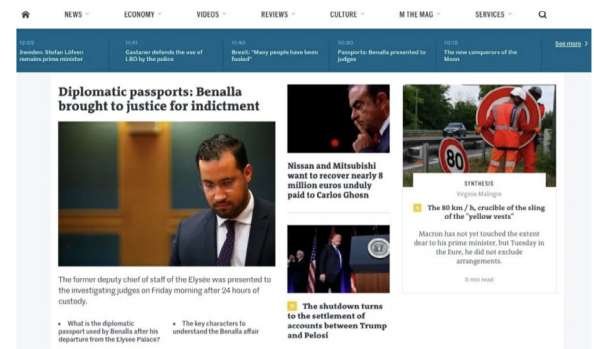 NEWS ECONOMY VIDEOS REVIEWS CULTURE M THE MAG SERVICES
12:02
Sweden: Stefan Löfven
remains prime minister
11:41
Castaner defends the use of
LBD by the police
11:40
Brexit: "Many people have been
fooled"
10:20
Passports: Benalla presented to
judges
10:12
The new conquerors of the
Moon
See more
Diplomatic passports: Benalla
brought to justice for indictment
The former deputy chief of staff of the Elysée was presented to
the investigating judges on Friday morning after 24 hours of
custody.
• What is the diplomatic
passport used by Benalla after his
departure from the Elysee Palace?
• The key characters to
understand the Benalla affair
Nissan and Mitsubishi
want to recover nearly 8
million euros unduly
paid to Carlos Ghosn
The shutdown turns
to the settlement of
accounts between Trump
and Pelosi
80
SYNTHESIS
Virginie Malingre
The 80 km / h, crucible of the sling
of the "yellow vests"
Macron has not yet touched the extent
dear to his prime minister, but Tuesday in
the Eure, he did not exclude
arrangements.
min read